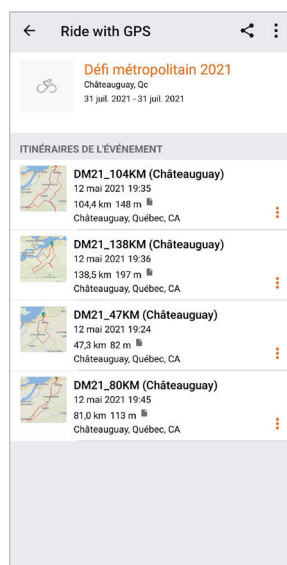 Ride with GPS
Défi métropolitain 2021
Châteauguay, Qc
31 juil. 2021 - 31 juil. 2021
ITINÉRAIRES DE L'ÉVÉNEMENT
DM21_104KM (Châteauguay)
12 mai 2021 19:35
104,4 km 148 m
Châteauguay, Québec, CA
DM21_138KM (Châteauguay)
12 mai 2021 19:36
138,5 km 197 m
Châteauguay, Québec, CA
DM21_47KM (Châteauguay)
12 mai 2021 19:24
47,3 km 82 m
Châteauguay, Québec, CA
DM21_80KM (Châteauguay)
12 mai 2021 19:45
81,0 km 113 m
Châteauguay, Québec, CA